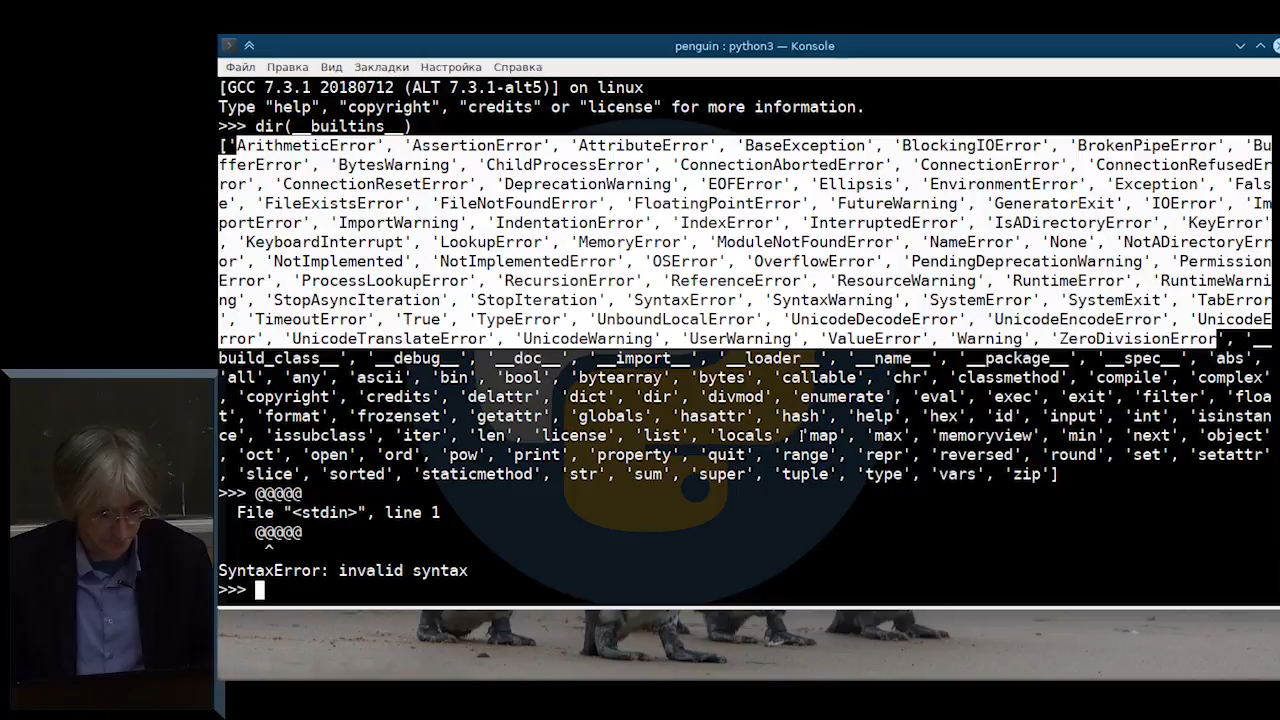 penguin : python3 — Konsole
Файл Правка Вид Закладки Настройка Справка
[GCC 7.3.1 20180712 (ALT 7.3.1-alt5)] on linux
Type "help", "copyright", "credits" or "license" for more information.
>>> dir(__builtins__)
['ArithmeticError', 'AssertionError', 'AttributeError', 'BaseException', 'BlockingIOError', 'BrokenPipeError', 'Bu
fferError', 'BytesWarning', 'ChildProcessError', 'ConnectionAbortedError', 'ConnectionError', 'ConnectionRefusedEr
ror', 'ConnectionResetError', 'DeprecationWarning', 'EOFError', 'Ellipsis', 'EnvironmentError', 'Exception', 'Fals
e', 'FileExistsError', 'FileNotFoundError', 'FloatingPointError', 'FutureWarning', 'GeneratorExit', 'IOError', 'Im
portError', 'ImportWarning', 'IndentationError', 'IndexError', 'InterruptedError', 'IsADirectoryError', 'KeyError'
, 'KeyboardInterrupt', 'LookupError', 'MemoryError', 'ModuleNotFoundError', 'NameError', 'None', 'NotADirectoryErr
or', 'NotImplemented', 'NotImplementedError', 'OSError', 'OverflowError', 'PendingDeprecationWarning', 'Permission
Error', 'ProcessLookupError', 'RecursionError', 'ReferenceError', 'ResourceWarning', 'RuntimeError', 'RuntimeWarni
ng', 'StopAsyncIteration', 'StopIteration', 'SyntaxError', 'SyntaxWarning', 'SystemError', 'SystemExit', 'TabError
', 'TimeoutError', 'True', 'TypeError', 'UnboundLocalError', 'UnicodeDecodeError', 'UnicodeEncodeError', 'UnicodeE
rror', 'UnicodeTranslateError', 'UnicodeWarning', 'UserWarning', 'ValueError', 'Warning', 'ZeroDivisionError', '__
build_class__', '__debug__', '__doc__', '__import__', '__loader__', '__name__', '__package__', '__spec__', 'abs',
'all', 'any', 'ascii', 'bin', 'bool', 'bytearray', 'bytes', 'callable', 'chr', 'classmethod', 'compile', 'complex'
, 'copyright', 'credits', 'delattr', 'dict', 'dir', 'divmod', 'enumerate', 'eval', 'exec', 'exit', 'filter', 'floa
t', 'format', 'frozenset', 'getattr', 'globals', 'hasattr', 'hash', 'help', 'hex', 'id', 'input', 'int', 'isinstan
ce', 'issubclass', 'iter', 'len', 'license', 'list', 'locals', 'map', 'max', 'memoryview', 'min', 'next', 'object'
, 'oct', 'open', 'ord', 'pow', 'print', 'property', 'quit', 'range', 'repr', 'reversed', 'round', 'set', 'setattr'
, 'slice', 'sorted', 'staticmethod', 'str', 'sum', 'super', 'tuple', 'type', 'vars', 'zip']
>>> @@@@@
File "<stdin>", line 1
@@@@@
^
SyntaxError: invalid syntax
>>>